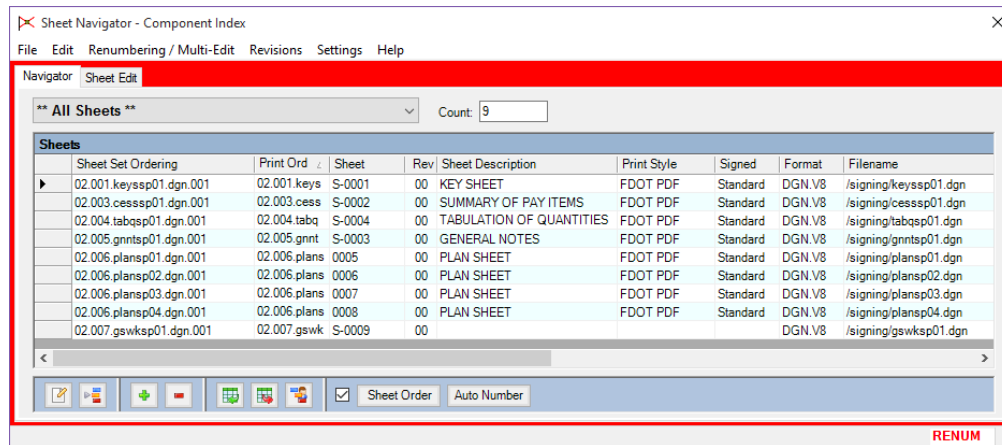 Sheet Navigator - Component Index
File Edit Renumbering / Multi-Edit Revisions Settings Help
Navigator Sheet Edit
** All Sheets ** Count: 9
Sheets
Sheet Set Ordering Print Ord Sheet Rev Sheet Description Print Style Signed Format Filename
02.001.keyssp01.dgn.001 02.001.keys S-0001 00 KEY SHEET FDOT PDF Standard DGN.V8 /signing/keyssp01.dgn
02.003.cesssp01.dgn.001 02.003.cess S-0002 00 SUMMARY OF PAY ITEMS FDOT PDF Standard DGN.V8 /signing/cesssp01.dgn
02.004.tabqsp01.dgn.001 02.004.tabq S-0004 00 TABULATION OF QUANTITIES FDOT PDF Standard DGN.V8 /signing/tabqsp01.dgn
02.005.gnntsp01.dgn.001 02.005.gnnt S-0003 00 GENERAL NOTES FDOT PDF Standard DGN.V8 /signing/gnntsp01.dgn
02.006.plansp01.dgn.001 02.006.plans 0005 00 PLAN SHEET FDOT PDF Standard DGN.V8 /signing/plansp01.dgn
02.006.plansp02.dgn.001 02.006.plans 0006 00 PLAN SHEET FDOT PDF Standard DGN.V8 /signing/plansp02.dgn
02.006.plansp03.dgn.001 02.006.plans 0007 00 PLAN SHEET FDOT PDF Standard DGN.V8 /signing/plansp03.dgn
02.006.plansp04.dgn.001 02.006.plans 0008 00 PLAN SHEET FDOT PDF Standard DGN.V8 /signing/plansp04.dgn
02.007.gswksp01.dgn.001 02.007.gswk S-0009 00 DGN.V8 /signing/gswksp01.dgn
Sheet Order Auto Number
RENUM